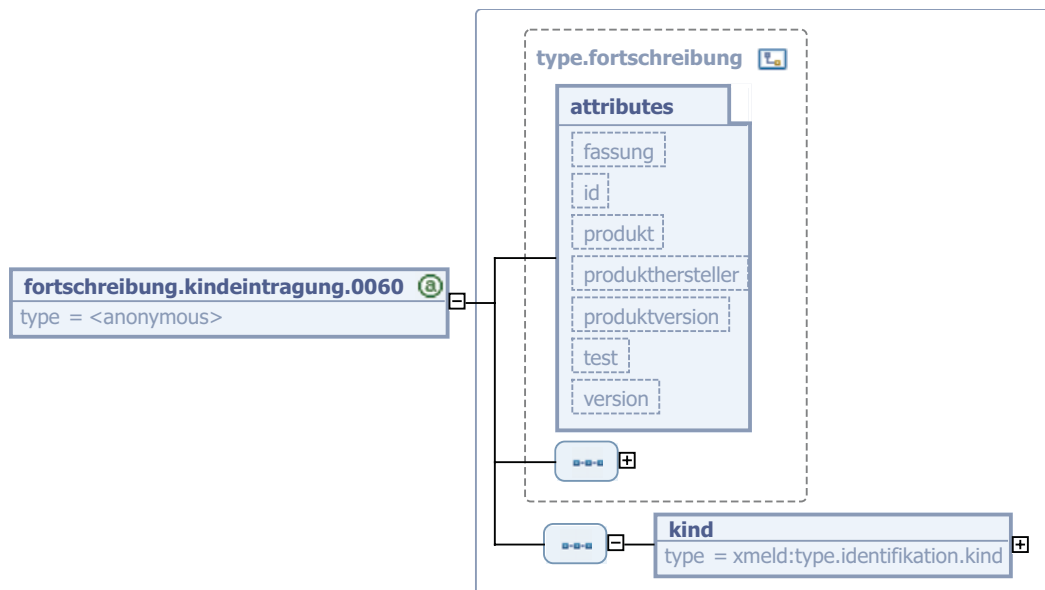 type.fortschreibung
attributes
fassung
id
produkt
produkthersteller
produktversion
test
version
fortschreibung.kindeintragung.0060 a
type = <anonymous>
kind
type = xmeld:type.identifikation.kind